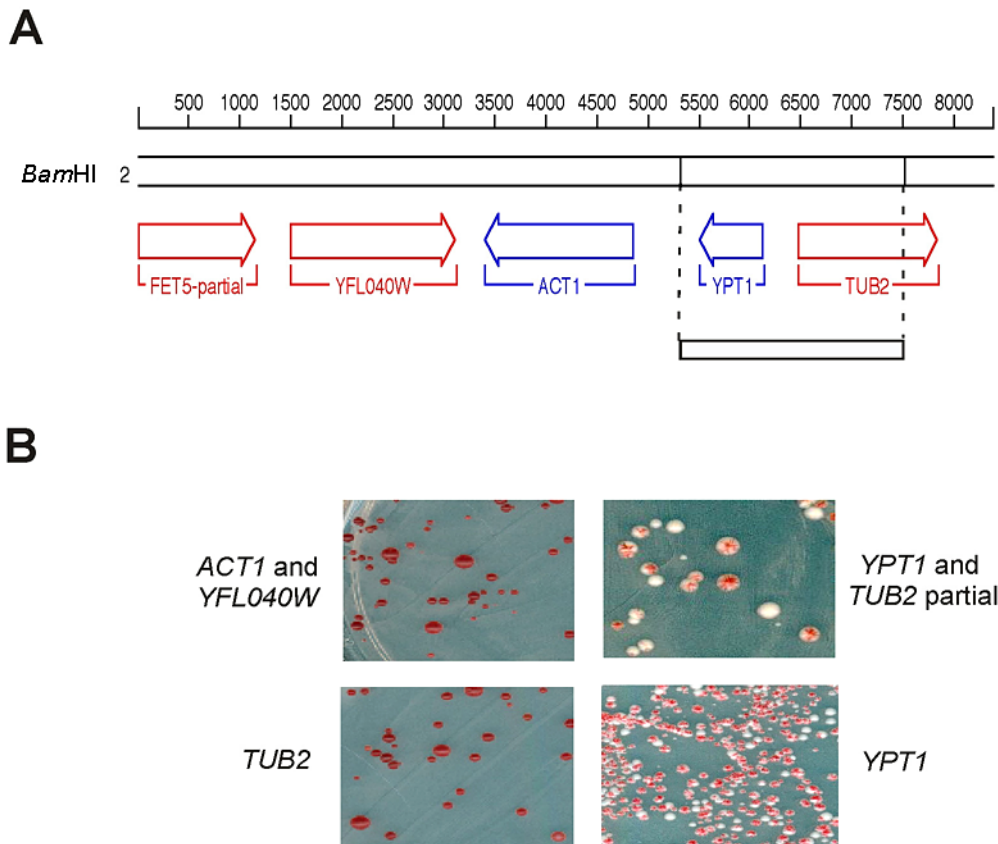 A
500 1000 1500 2000 2500 3000 3500 4000 4500 5000 5500 6000 6500 7000 7500 8000
BamHI 2
FET5-partial YFL040W ACT1 YPT1 TUB2
B
ACT1 and
YFL040W
YPT1 and
TUB2 partial
TUB2
YPT1